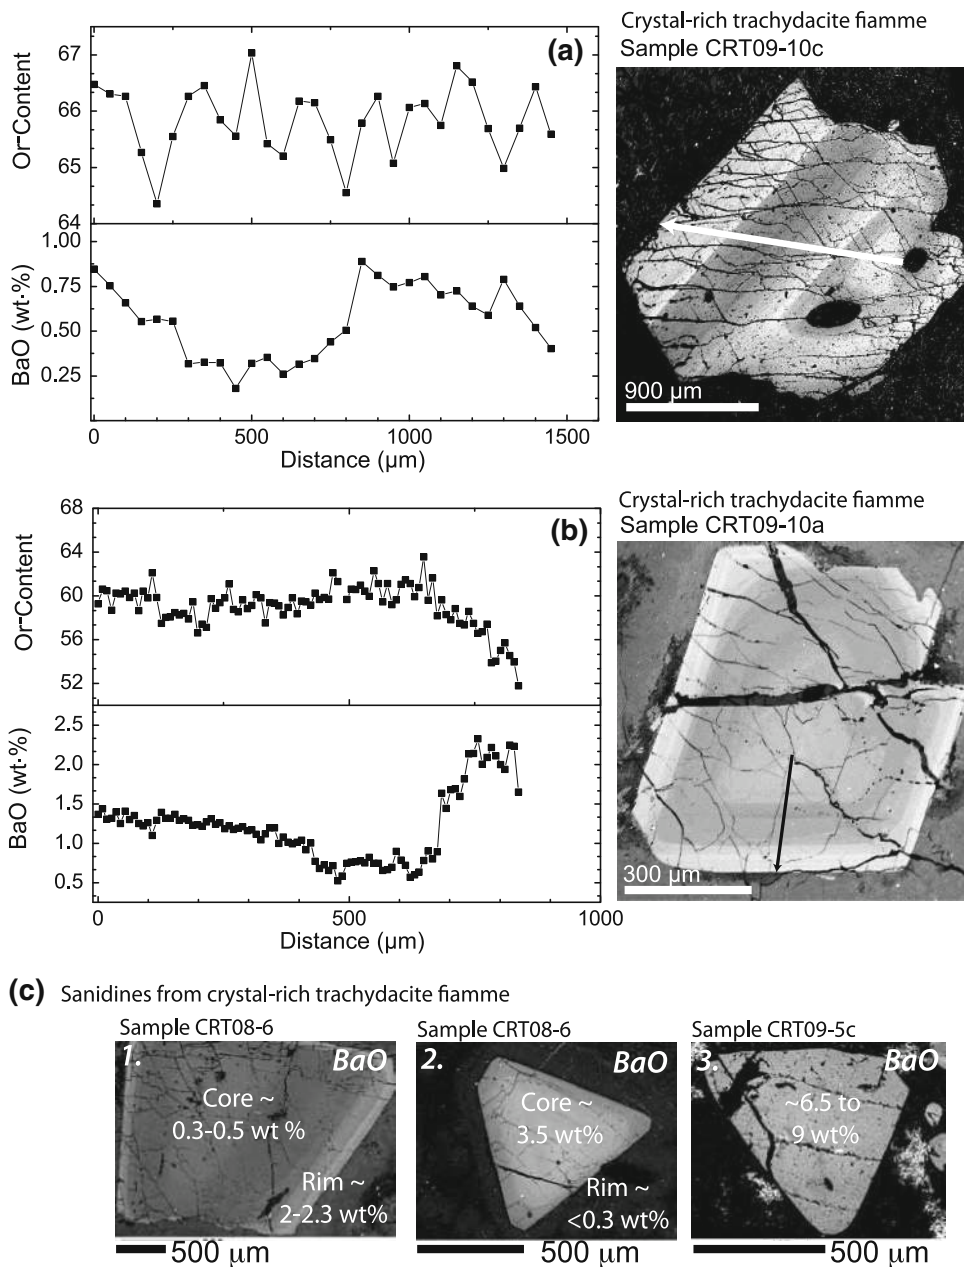 (a)
Crystal-rich trachydacite fiamme
Sample CRT09-10c
Or-Content
67
66
65
64
BaO (wt·%)
1.00
0.75
0.50
0.25
0
500
1000
1500
Distance (µm)
900 µm
(b)
Crystal-rich trachydacite fiamme
Sample CRT09-10a
Or-Content
68
64
60
56
52
BaO (wt·%)
2.5
2.0
1.5
1.0
0.5
0
500
1000
Distance (µm)
300 µm
(c) Sanidines from crystal-rich trachydacite fiamme
Sample CRT08-6
1.
BaO
Core ~
0.3-0.5 wt %
Rim ~
2-2.3wt%
500 µm
Sample CRT08-6
2.
BaO
Core ~
3.5 wt%
Rim ~
<0.3 wt%
500 µm
Sample CRT09-5c
3.
BaO
~6.5 to
9 wt%
500 µm